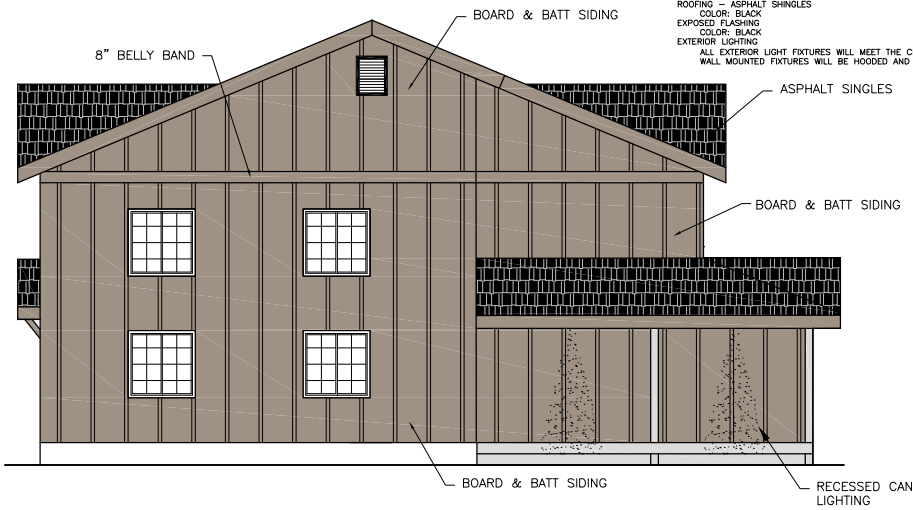 ROOFING – ASPHALT SHINGLES
COLOR: BLACK
EXPOSED FLASHING
COLOR: BLACK
EXTERIOR LIGHTING
ALL EXTERIOR LIGHT FIXTURES WILL MEET THE C
WALL MOUNTED FIXTURES WILL BE HOODED AND
BOARD & BATT SIDING
8" BELLY BAND
ASPHALT SINGLES
BOARD & BATT SIDING
BOARD & BATT SIDING
RECESSED CAN
LIGHTING